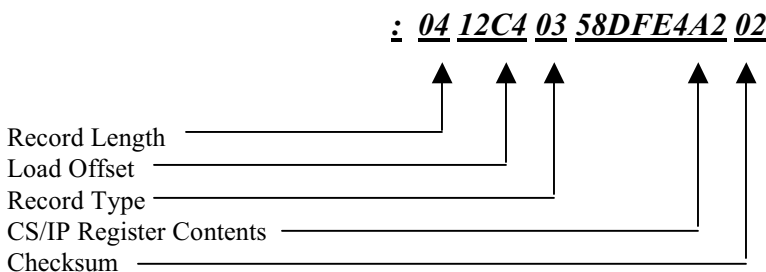 : 04 12C4 03 58DFE4A2 02
Record Length
Load Offset
Record Type
CS/IP Register Contents
Checksum